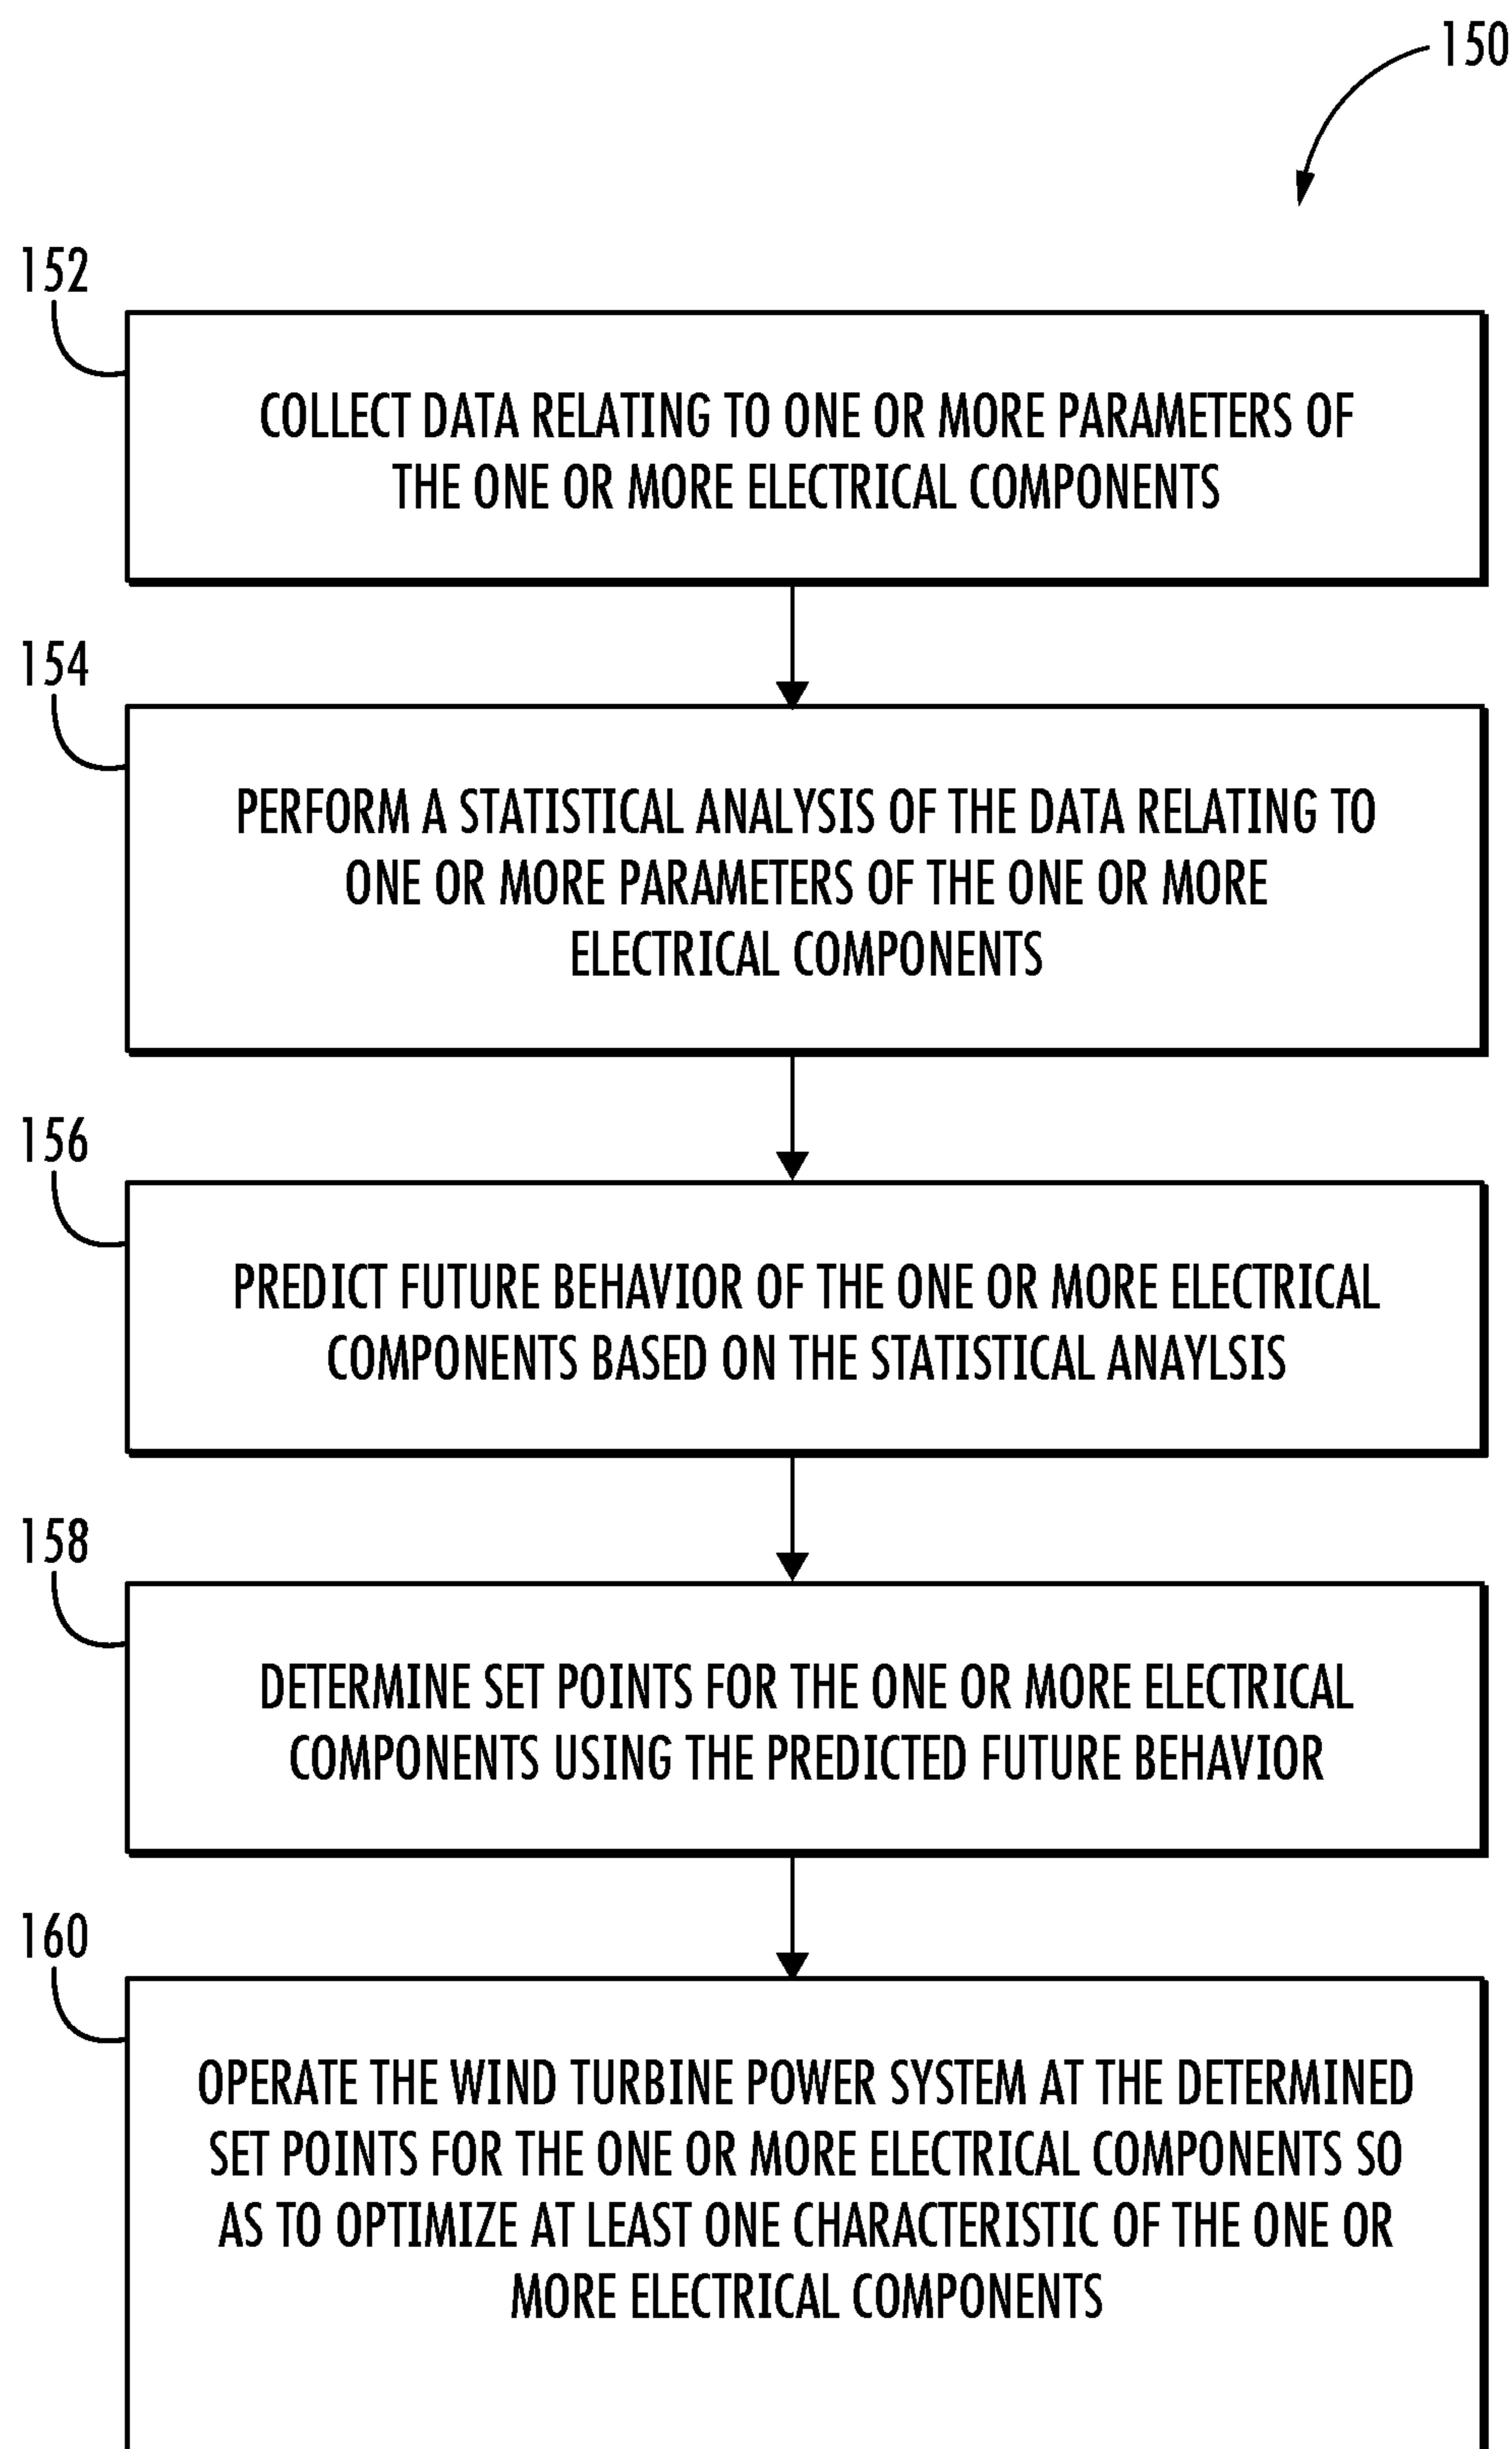 150
152
COLLECT DATA RELATING TO ONE OR MORE PARAMETERS OF
THE ONE OR MORE ELECTRICAL COMPONENTS
154
PERFORM A STATISTICAL ANALYSIS OF THE DATA RELATING TO
ONE OR MORE PARAMETERS OF THE ONE OR MORE
ELECTRICAL COMPONENTS
156
PREDICT FUTURE BEHAVIOR OF THE ONE OR MORE ELECTRICAL
COMPONENTS BASED ON THE STATISTICAL ANAYLSIS
158
DETERMINE SET POINTS FOR THE ONE OR MORE ELECTRICAL
COMPONENTS USING THE PREDICTED FUTURE BEHAVIOR
160
OPERATE THE WIND TURBINE POWER SYSTEM AT THE DETERMINED
SET POINTS FOR THE ONE OR MORE ELECTRICAL COMPONENTS SO
AS TO OPTIMIZE AT LEAST ONE CHARACTERISTIC OF THE ONE OR
MORE ELECTRICAL COMPONENTS